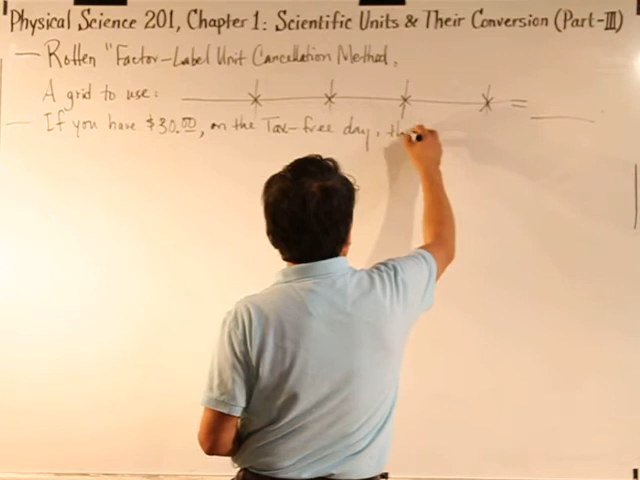 Physical Science 201, Chapter 1: Scientific Units & Their Conversion (Part-III)
— Rotten "Factor-Label Unit Cancellation Method.
A grid to use: =
— If you have $30.00, on the Tax-free day, th